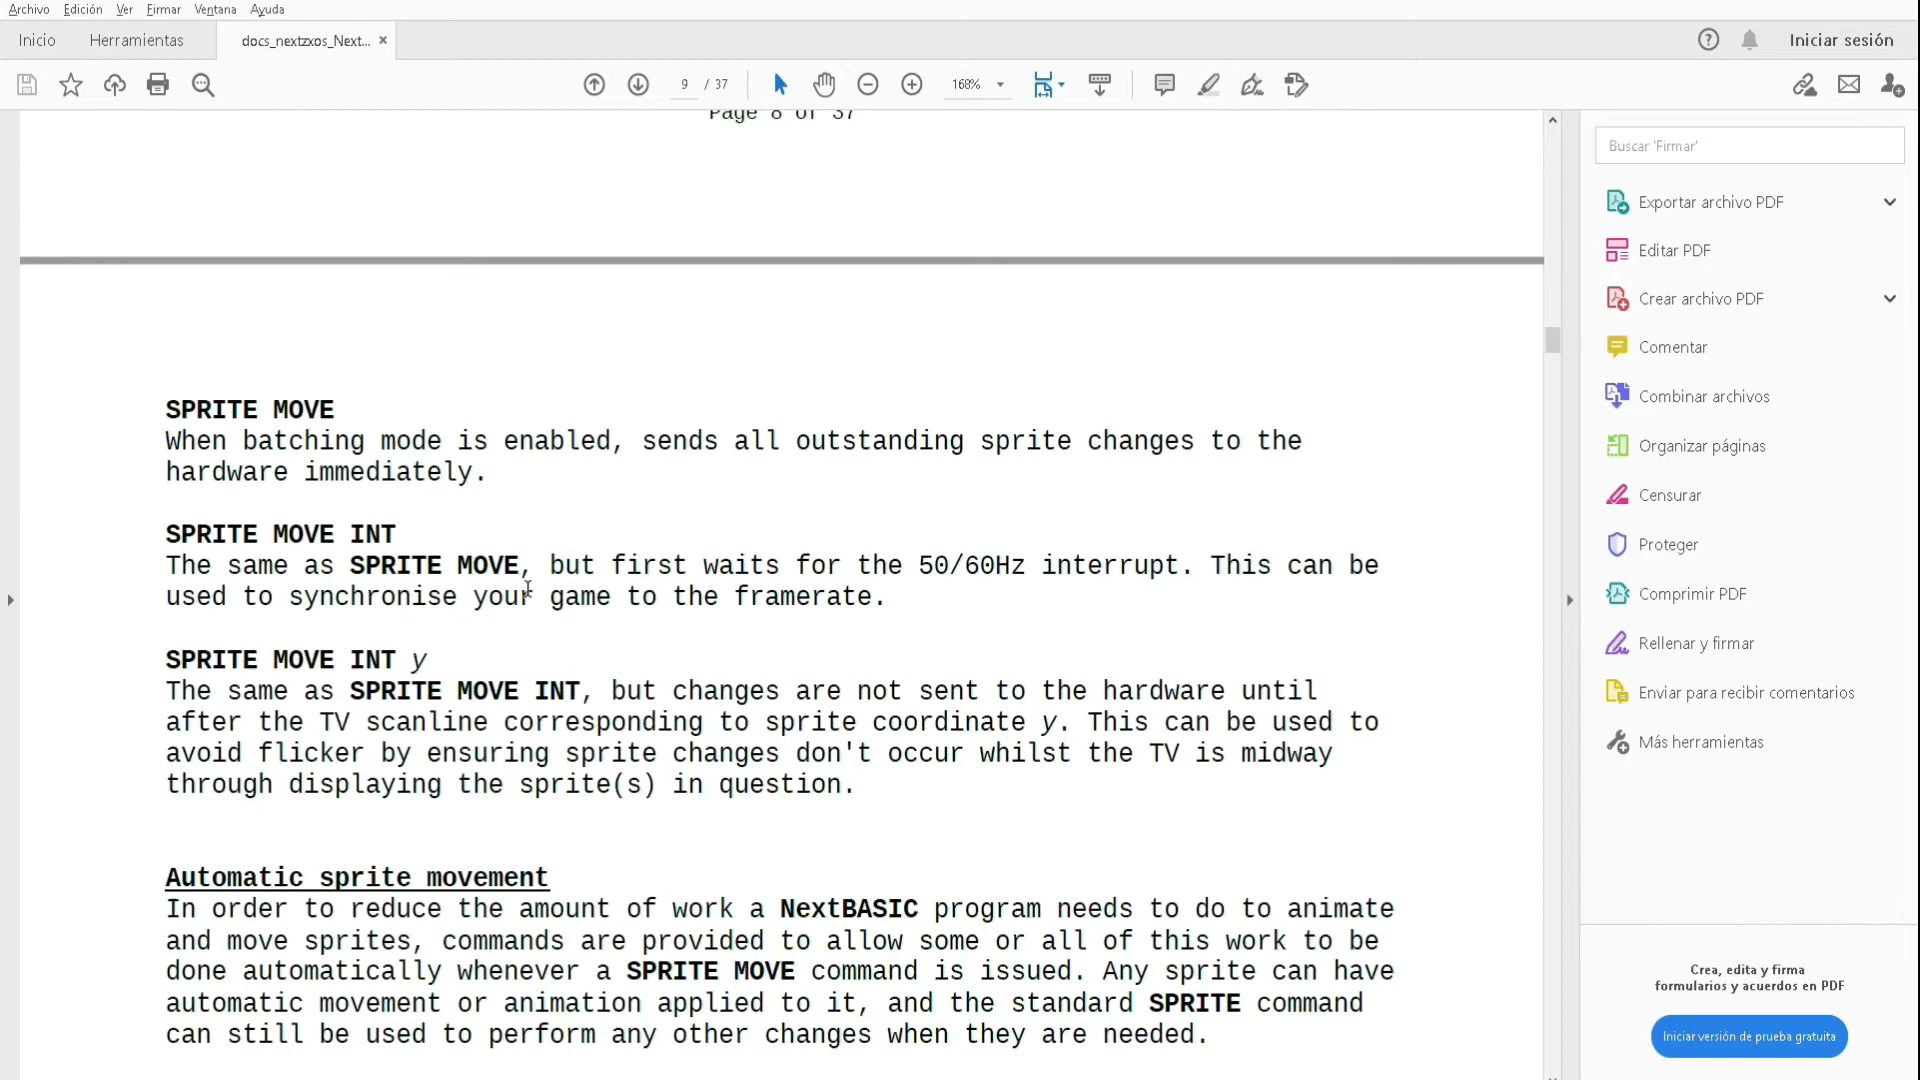 Archivo Edición Ver Firmar Ventana Ayuda
Inicio Herramientas docs_nextzxos_Next... × Iniciar sesión
9 / 37 168%
Page 8 of 37
SPRITE MOVE
When batching mode is enabled, sends all outstanding sprite changes to the
hardware immediately.
SPRITE MOVE INT
The same as SPRITE MOVE, but first waits for the 50/60Hz interrupt. This can be
used to synchronise your game to the framerate.
SPRITE MOVE INT y
The same as SPRITE MOVE INT, but changes are not sent to the hardware until
after the TV scanline corresponding to sprite coordinate y. This can be used to
avoid flicker by ensuring sprite changes don't occur whilst the TV is midway
through displaying the sprite(s) in question.
Automatic sprite movement
In order to reduce the amount of work a NextBASIC program needs to do to animate
and move sprites, commands are provided to allow some or all of this work to be
done automatically whenever a SPRITE MOVE command is issued. Any sprite can have
automatic movement or animation applied to it, and the standard SPRITE command
can still be used to perform any other changes when they are needed.
Buscar 'Firmar'
Exportar archivo PDF
Editar PDF
Crear archivo PDF
Comentar
Combinar archivos
Organizar páginas
Censurar
Proteger
Comprimir PDF
Rellenar y firmar
Enviar para recibir comentarios
Más herramientas
Crea, edita y firma
formularios y acuerdos en PDF
Iniciar versión de prueba gratuita